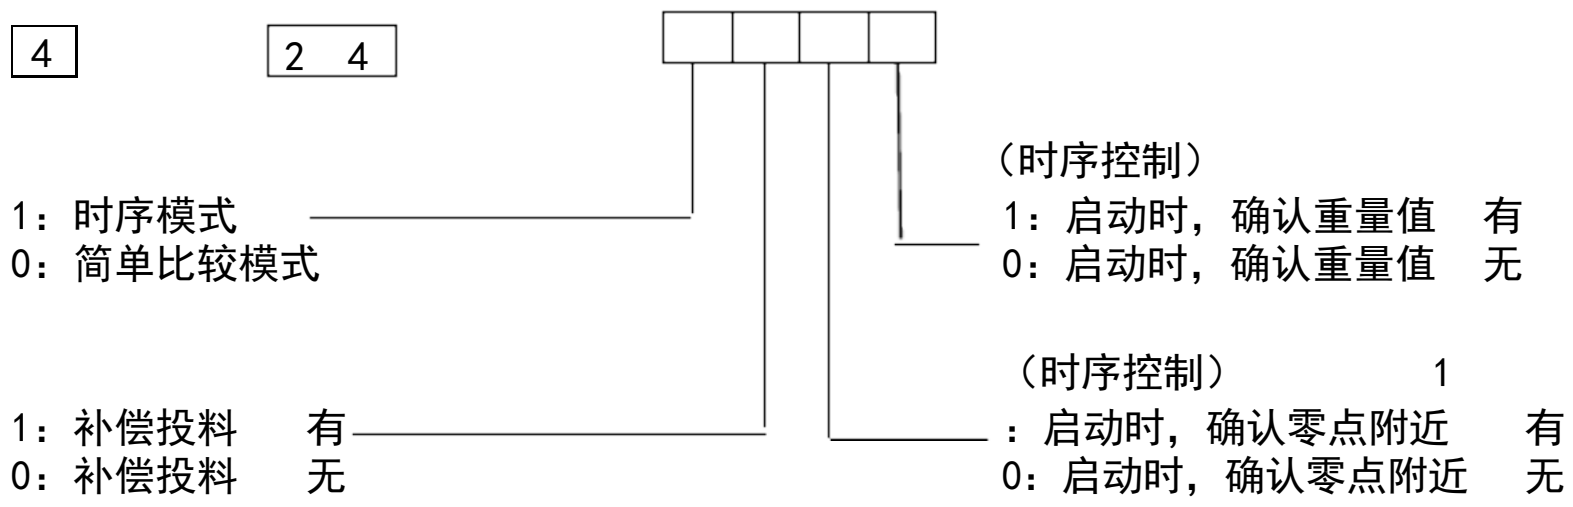 4 2 4
(时序控制)
1: 时序模式
0: 简单比较模式
1: 启动时, 确认重量值 有
0: 启动时, 确认重量值 无
1: 补偿投料 有
0: 补偿投料 无
(时序控制) 1
: 启动时, 确认零点附近 有
0: 启动时, 确认零点附近 无